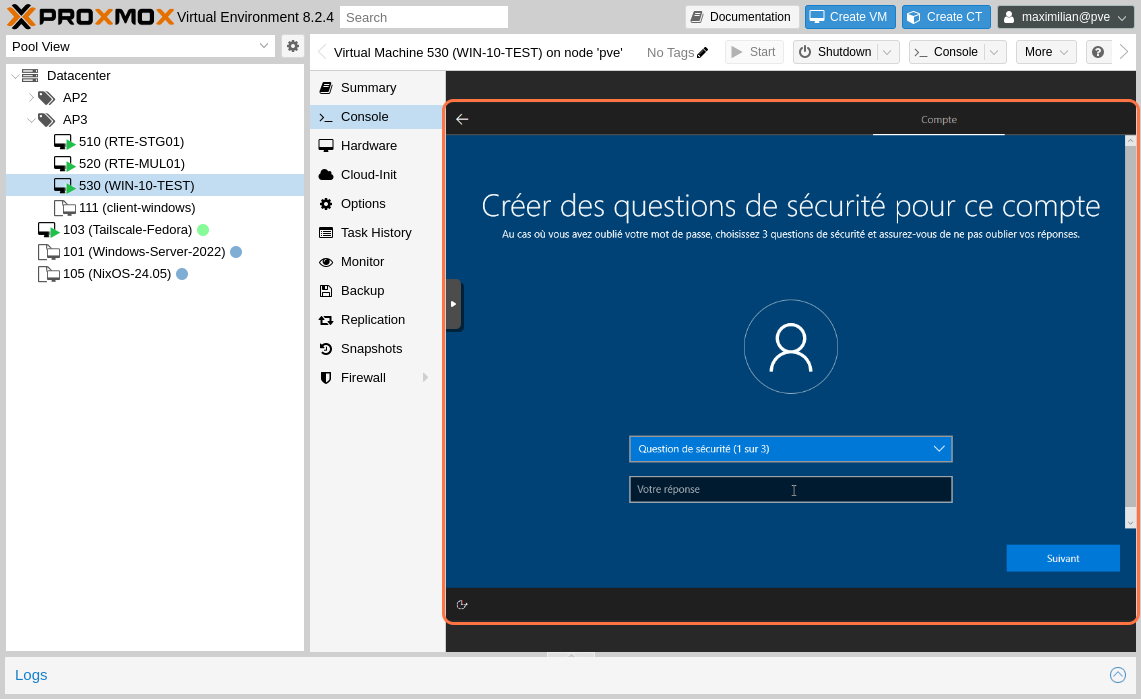 PROXMOX Virtual Environment 8.2.4 Search Documentation Create VM Create CT maximilian@pve
Pool View
Virtual Machine 530 (WIN-10-TEST) on node 'pve' No Tags Start Shutdown Console More
Datacenter
AP2
AP3
510 (RTE-STG01)
520 (RTE-MUL01)
530 (WIN-10-TEST)
111 (client-windows)
103 (Tailscale-Fedora)
101 (Windows-Server-2022)
105 (NixOS-24.05)
Summary
Console
Hardware
Cloud-Init
Options
Task History
Monitor
Backup
Replication
Snapshots
Firewall
Compte
Créer des questions de sécurité pour ce compte
Au cas où vous avez oublié votre mot de passe, choisissez 3 questions de sécurité et assurez-vous de ne pas oublier vos réponses.
Question de sécurité (1 sur 3)
Votre réponse
Suivant
Logs